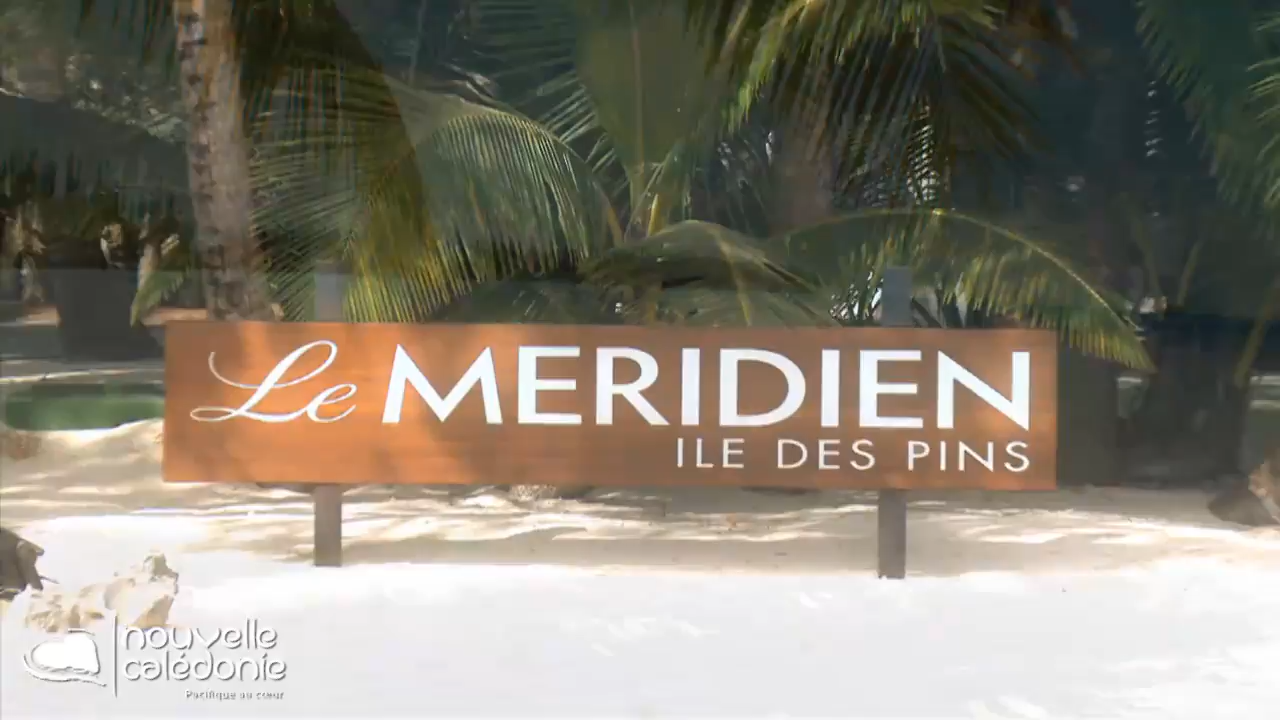 Le MERIDIEN
ILE DES PINS
nouvelle
calédonie
Pacifique au cœur